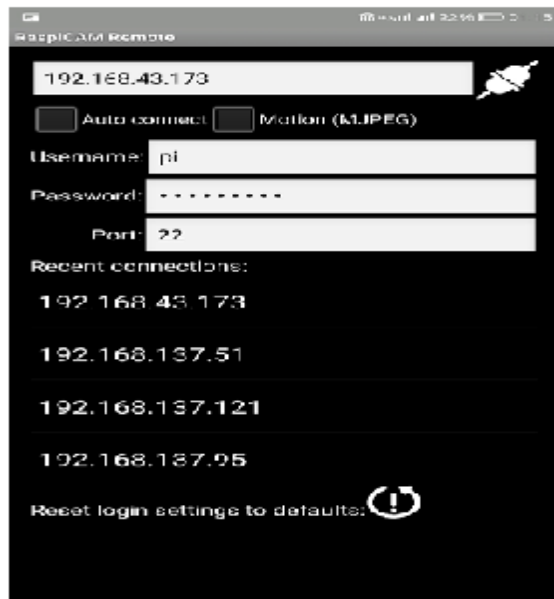 22%
RaspiCAM Remote
192.168.43.173
Auto connect Motion (MJPEG)
Username: pi
Password: •••••••••
Port: 22
Recent connections:
192.168.43.173
192.168.137.51
192.168.137.121
192.168.137.95
Reset login settings to defaults: